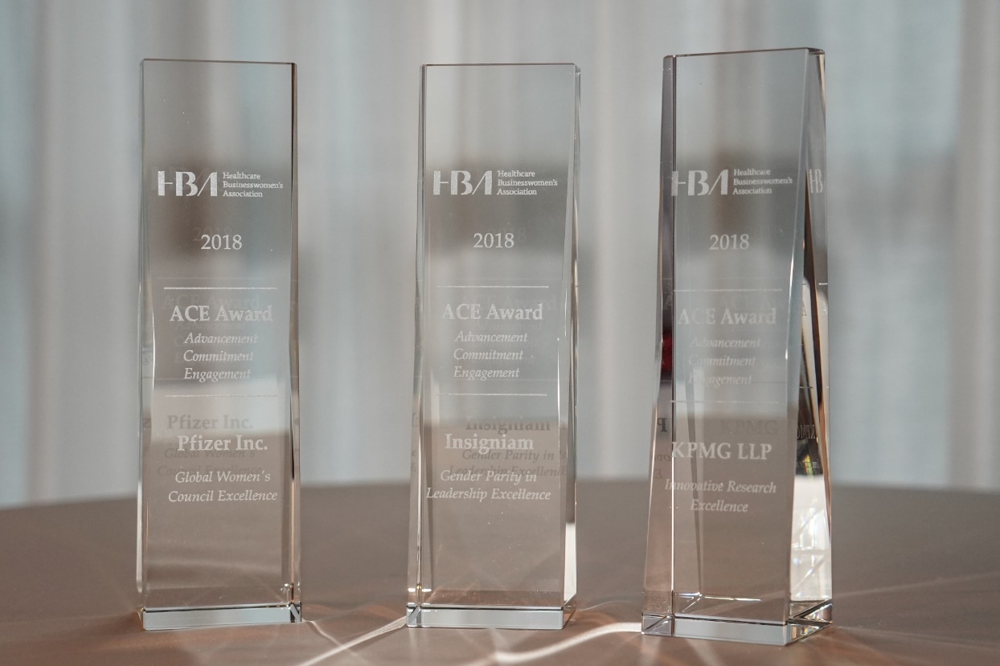 HBA Healthcare
Businesswomen's
Association
2018
ACE Award
Advancement
Commitment
Engagement
Pfizer Inc.
Global Women's
Council Excellence
HBA Healthcare
Businesswomen's
Association
2018
ACE Award
Advancement
Commitment
Engagement
Insigniam
Gender Parity in
Leadership Excellence
HBA Healthcare
Businesswomen's
Association
2018
ACE Award
Advancement
Commitment
Engagement
KPMG LLP
Innovative Research
Excellence